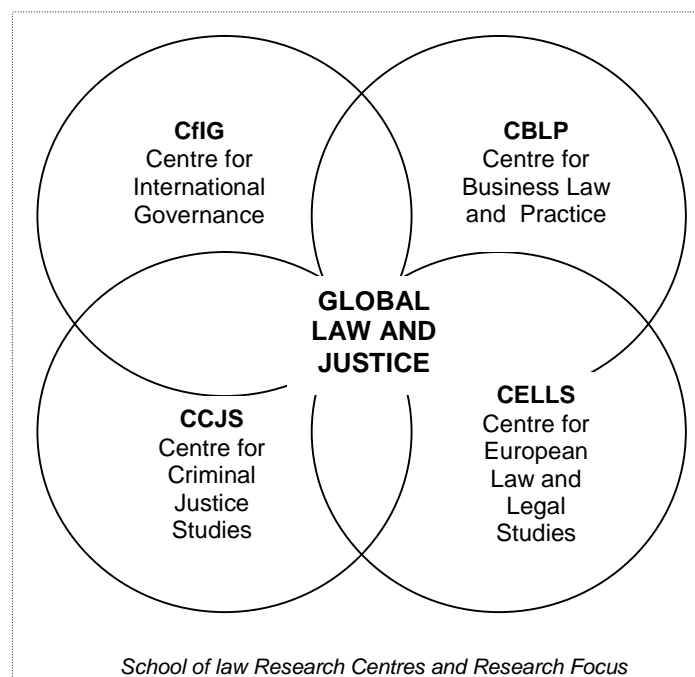 CfIG
Centre for
International
Governance
CBLP
Centre for
Business Law
and Practice
GLOBAL
LAW AND
JUSTICE
CCJS
Centre for
Criminal
Justice
Studies
CELLS
Centre for
European
Law and
Legal
Studies
School of law Research Centres and Research Focus